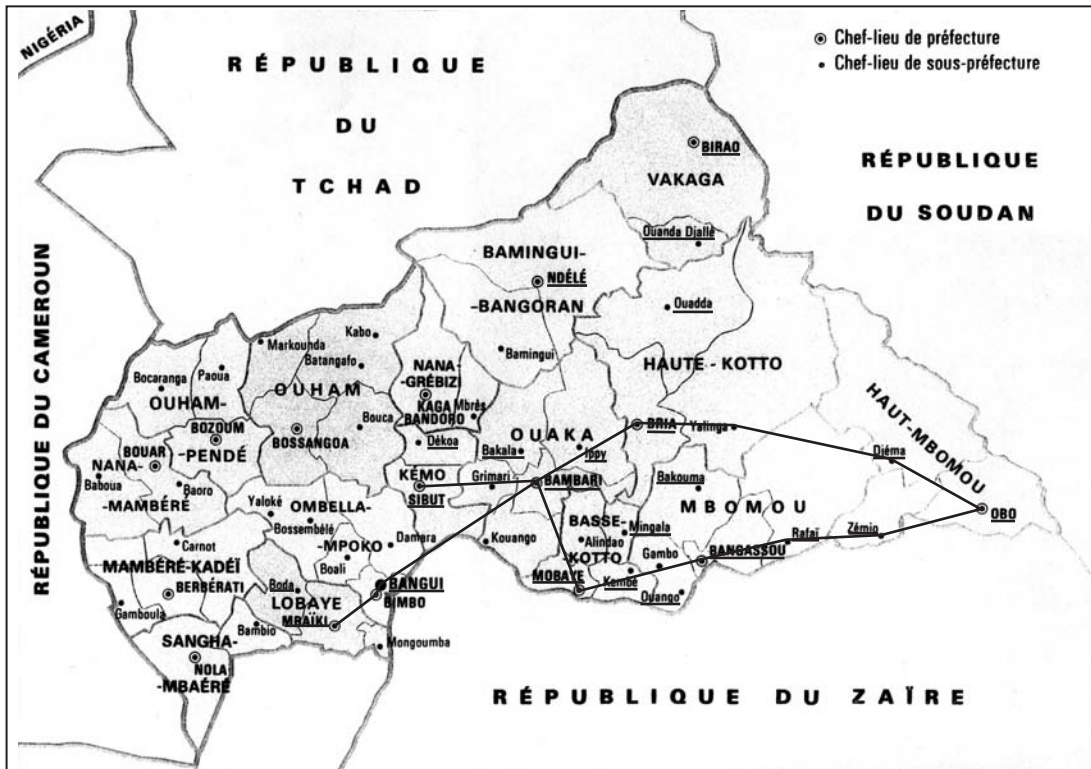 NIGÉRIA
RÉPUBLIQUE
DU
TCHAD
Chef-lieu de préfecture
Chef-lieu de sous-préfecture
RÉPUBLIQUE
DU SOUDAN
RÉPUBLIQUE DU CAMEROUN
BIRAO
VAKAGA
Ouanda Djallé
BAMINGUI-
NDÉLÉ
-BANGORAN
Ouadda
Bamingui
HAUTE - KOTTO
HAUT-MBOMOU
Kabo
Markounda
Batangafo
OUHAM
Bouca
BOSSANGOA
NANA-
-GRÉBIZI
KAGA
BANDORO
Mbrès
Bocaranga
Paoua
OUHAM-
BOZOUM
-PENDÉ
BOUAR
NANA-
Baboua
Baoro
-MAMBÉRÉ
Dékoa
KÉMO
SIBUT
OUAKA
Bakala
Ippy
Grimari
BAMBARI
Kouango
BRIA
Yalinga
Djéma
OBO
Bakouma
MBOMOU
Zémio
Rafaï
BANGASSOU
BASSE-
Mingala
Alindao
-KOTTO
Gambo
MOBAYE
Kembé
Ouango
Yaloké
OMBELLA-
Bossembélé
-MPOKO
Damara
Boali
Carnot
MAMBÉRÉ-KADÉÏ
BERBÉRATI
Gamboula
BANGUI
BIMBO
Boda
LOBAYE
MBAÏKI
Bambio
Mongoumba
SANGHA-
NOLA
-MBAÉRÉ
RÉPUBLIQUE DU ZAÏRE